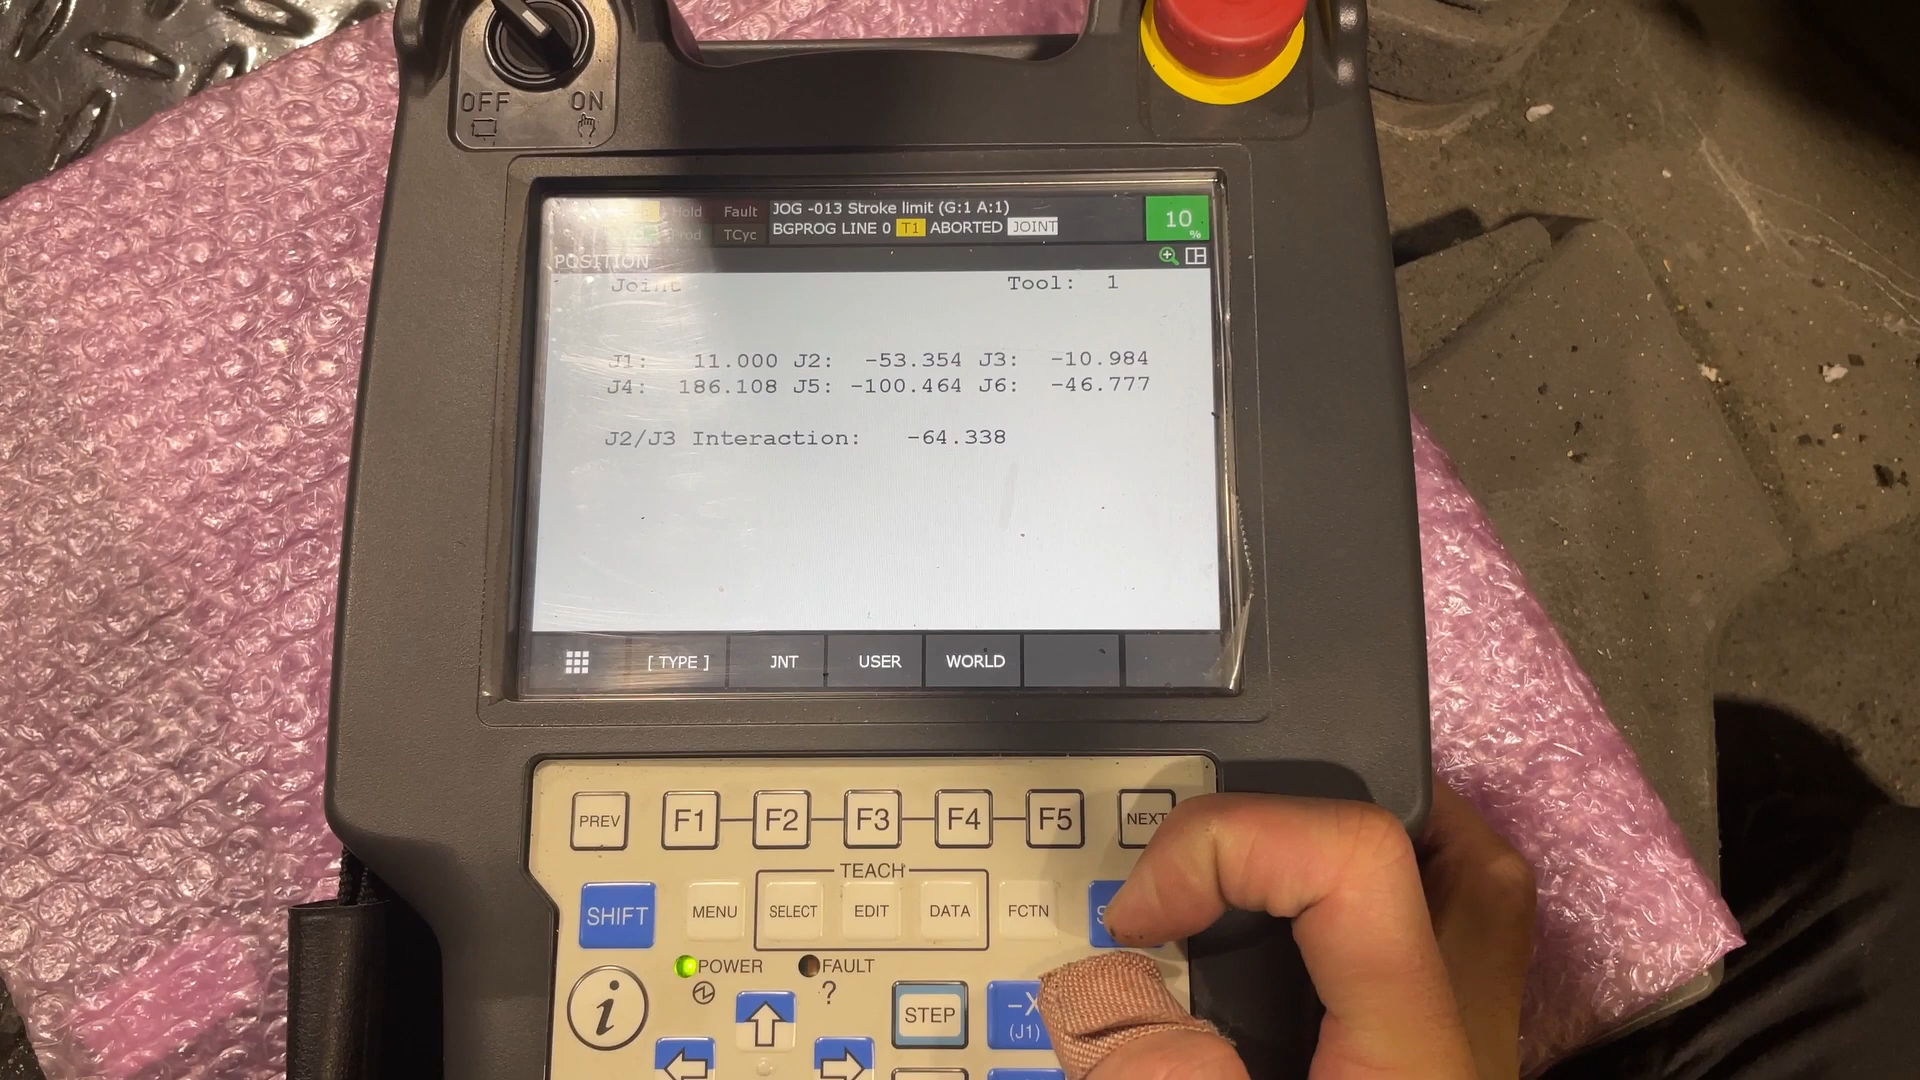 OFF ON
Hold Fault JOG -013 Stroke limit (G:1 A:1)
TCyc BGPROG LINE 0 T1 ABORTED JOINT
10 %
POSITION
Joint Tool: 1
J1: 11.000 J2: -53.354 J3: -10.984
J4: 186.108 J5: -100.464 J6: -46.777
J2/J3 Interaction: -64.338
[ TYPE ] JNT USER WORLD
PREV F1 F2 F3 F4 F5 NEXT
TEACH
SHIFT MENU SELECT EDIT DATA FCTN
POWER FAULT
?
i STEP -X
(J1)